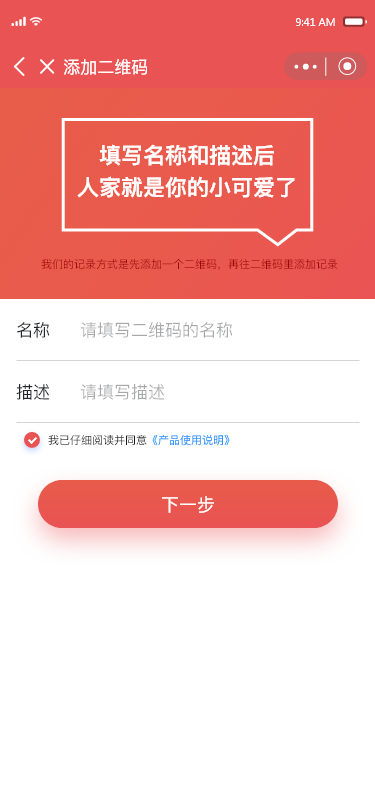 9:41 AM
添加二维码
填写名称和描述后
人家就是你的小可爱了
我们的记录方式是先添加一个二维码，再往二维码里添加记录
名称 请填写二维码的名称
描述 请填写描述
我已仔细阅读并同意《产品使用说明》
下一步